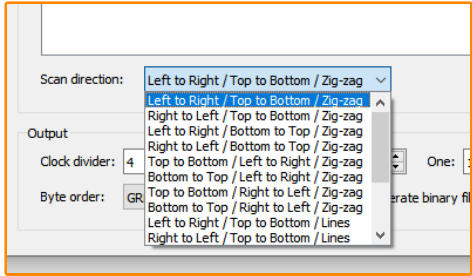 Scan direction:
Left to Right / Top to Bottom / Zig-zag
Left to Right / Top to Bottom / Zig-zag
Right to Left / Top to Bottom / Zig-zag
Left to Right / Bottom to Top / Zig-zag
Right to Left / Bottom to Top / Zig-zag
Top to Bottom / Left to Right / Zig-zag
Bottom to Top / Left to Right / Zig-zag
Top to Bottom / Right to Left / Zig-zag
Bottom to Top / Right to Left / Zig-zag
Left to Right / Top to Bottom / Lines
Right to Left / Top to Bottom / Lines
Output
Clock divider: 4
One:
Byte order: GR
erate binary fil